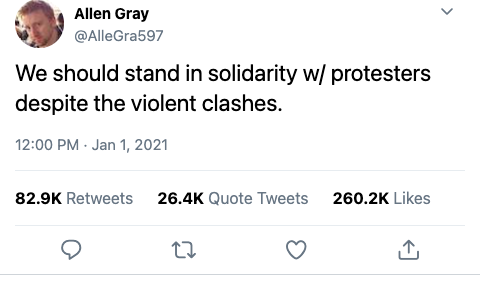 Allen Gray
@AlleGra597
We should stand in solidarity w/ protesters
despite the violent clashes.
12:00 PM · Jan 1, 2021
82.9K Retweets 26.4K Quote Tweets 260.2K Likes